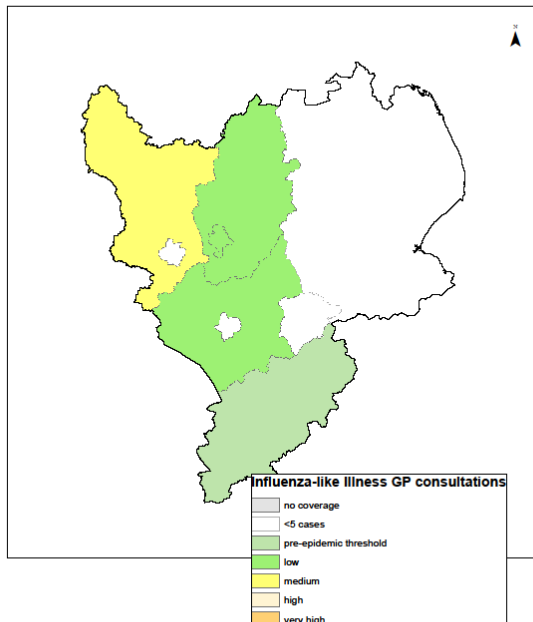 Influenza-like Illness GP consultations
no coverage
<5 cases
pre-epidemic threshold
low
medium
high
very high